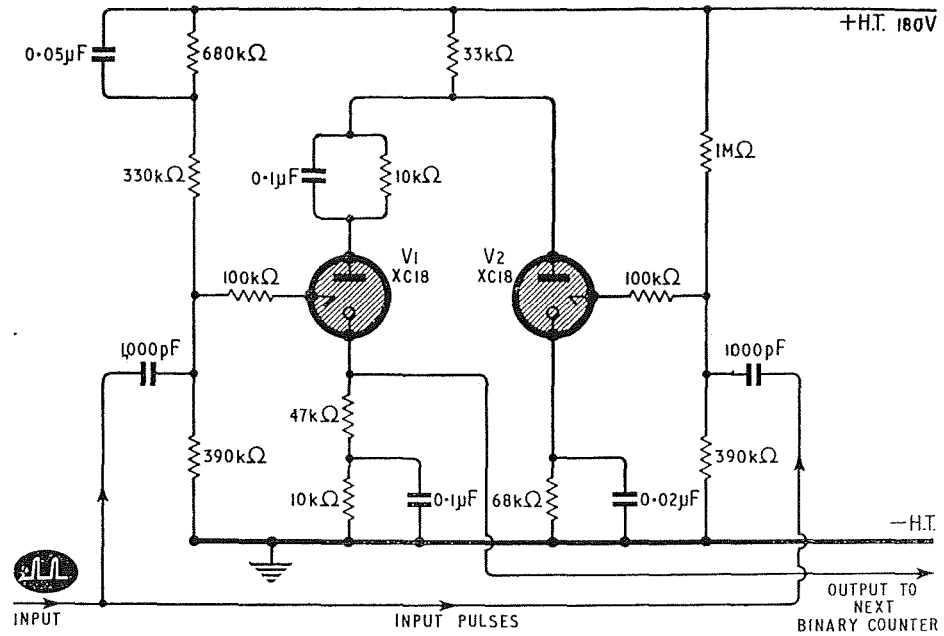 +H.T. 180V
0·05µF
680kΩ
33kΩ
330kΩ
0·1µF
10kΩ
1MΩ
V1
XC18
V2
XC18
100kΩ
100kΩ
1,000pF
1000pF
47kΩ
390kΩ
10kΩ
0·1µF
68kΩ
0·02µF
390kΩ
—H.T.
INPUT
INPUT PULSES
OUTPUT TO
NEXT
BINARY COUNTER